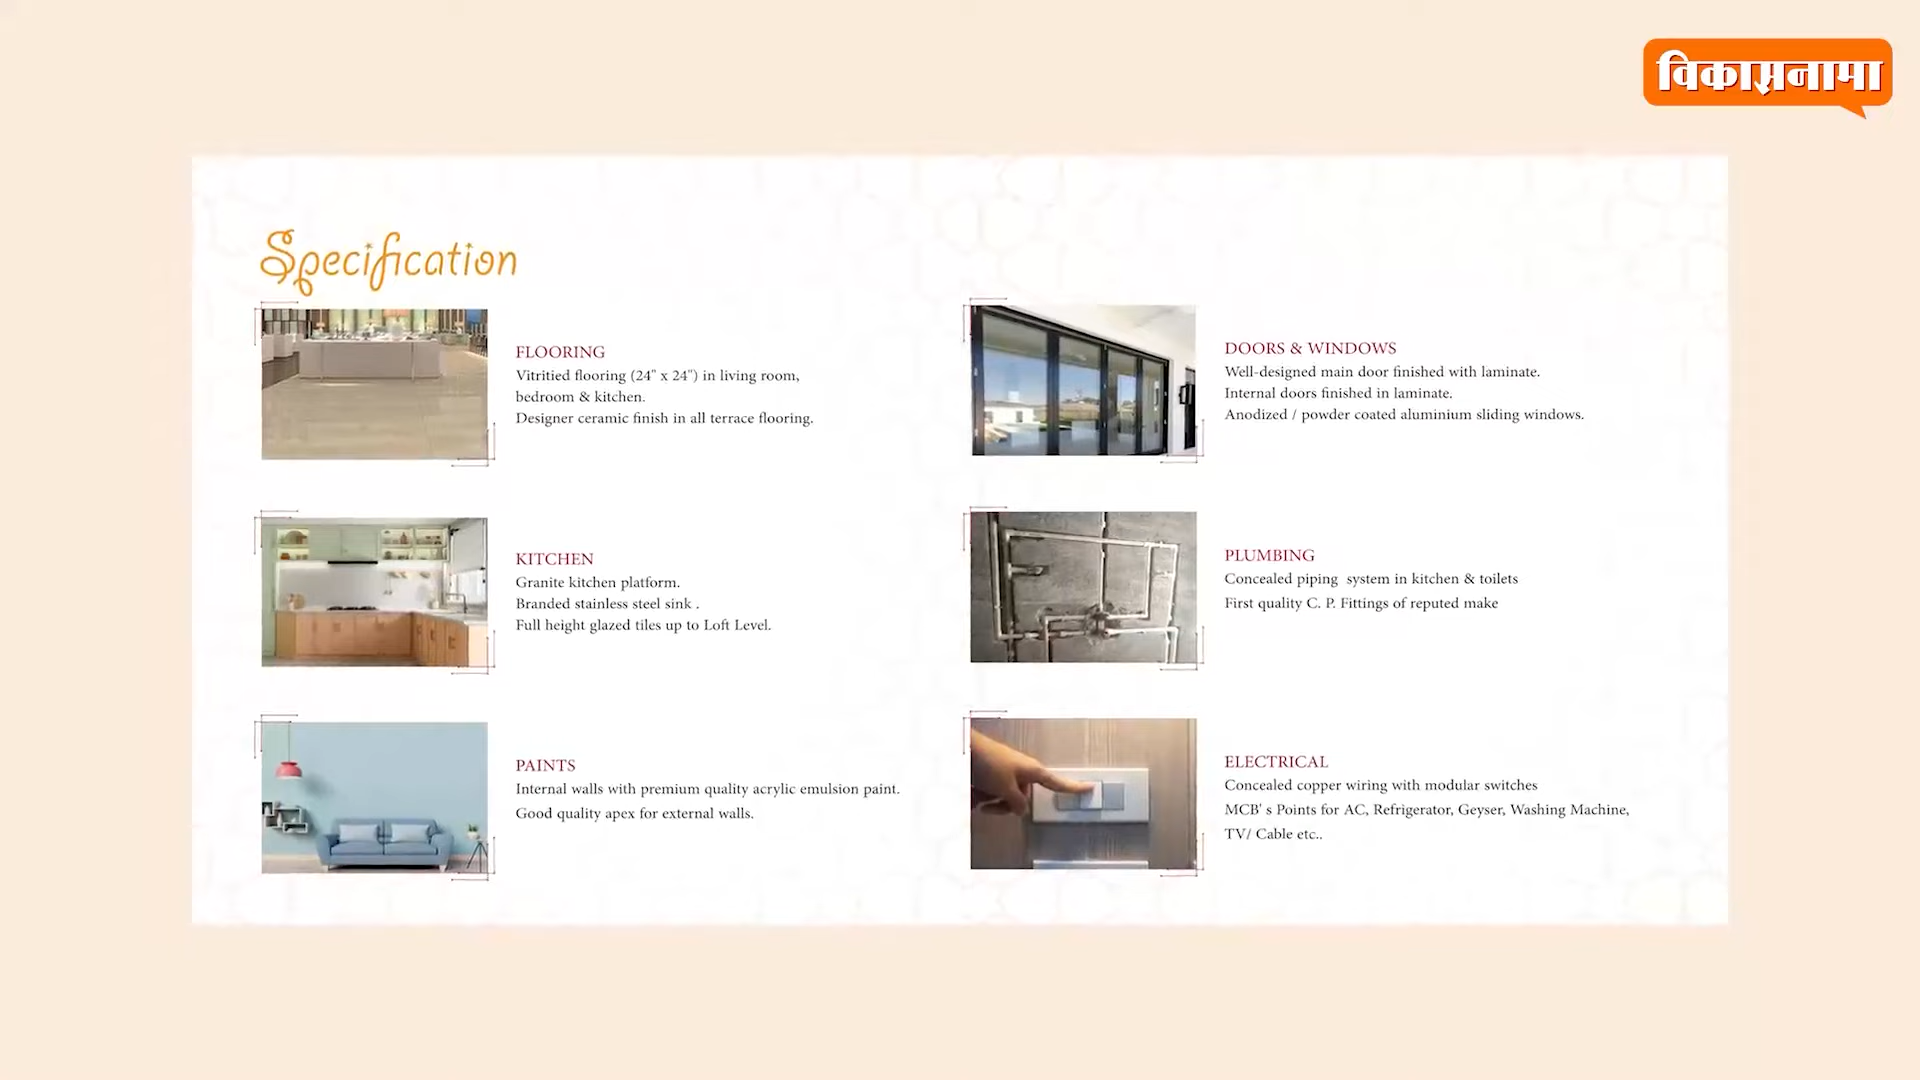 विकासनामा
Specification
FLOORING
Vitritied flooring (24" x 24") in living room,
bedroom & kitchen.
Designer ceramic finish in all terrace flooring.
KITCHEN
Granite kitchen platform.
Branded stainless steel sink .
Full height glazed tiles up to Loft Level.
PAINTS
Internal walls with premium quality acrylic emulsion paint.
Good quality apex for external walls.
DOORS & WINDOWS
Well-designed main door finished with laminate.
Internal doors finished in laminate.
Anodized / powder coated aluminium sliding windows.
PLUMBING
Concealed piping  system in kitchen & toilets
First quality C. P. Fittings of reputed make
ELECTRICAL
Concealed copper wiring with modular switches
MCB' s Points for AC, Refrigerator, Geyser, Washing Machine,
TV/ Cable etc..